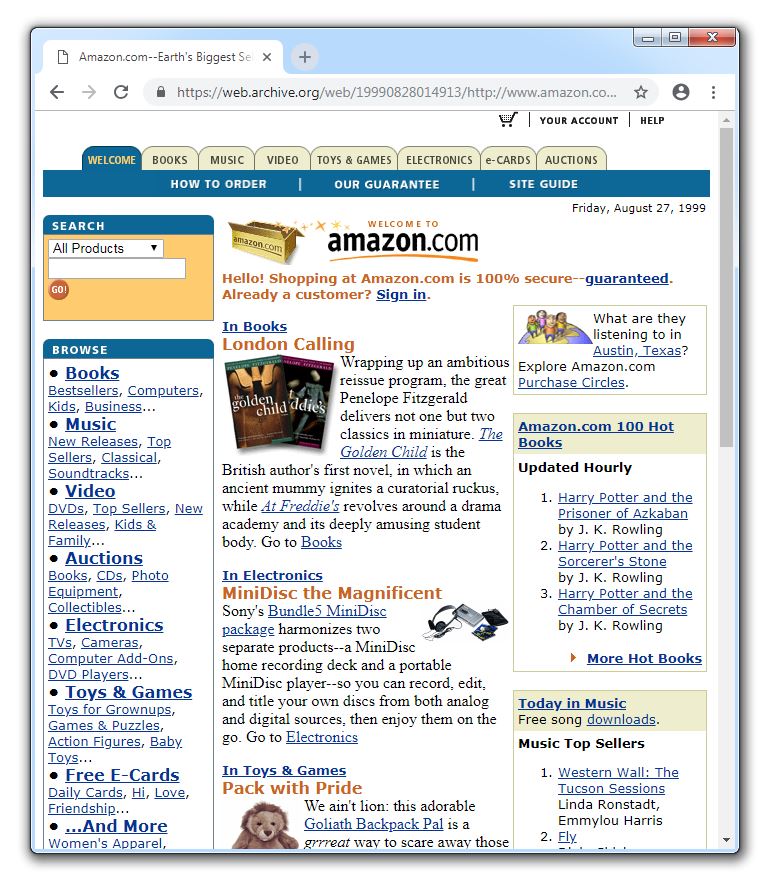 Amazon.com--Earth's Biggest Se
https://web.archive.org/web/19990828014913/http://www.amazon.co...
YOUR ACCOUNT | HELP
WELCOME BOOKS MUSIC VIDEO TOYS & GAMES ELECTRONICS e-CARDS AUCTIONS
HOW TO ORDER | OUR GUARANTEE | SITE GUIDE
Friday, August 27, 1999
SEARCH
All Products
GO!
BROWSE
• Books
Bestsellers, Computers,
Kids, Business...
• Music
New Releases, Top
Sellers, Classical,
Soundtracks...
• Video
DVDs, Top Sellers, New
Releases, Kids &
Family...
• Auctions
Books, CDs, Photo
Equipment,
Collectibles...
• Electronics
TVs, Cameras,
Computer Add-Ons,
DVD Players...
• Toys & Games
Toys for Grownups,
Games & Puzzles,
Action Figures, Baby
Toys...
• Free E-Cards
Daily Cards, Hi, Love,
Friendship...
• ...And More
Women's Apparel,
amazon.com
WELCOME TO
amazon.com
Hello! Shopping at Amazon.com is 100% secure--guaranteed.
Already a customer? Sign in.
In Books
London Calling
the golden child
Wrapping up an ambitious
reissue program, the great
Penelope Fitzgerald
delivers not one but two
classics in miniature. The
Golden Child is the
British author's first novel, in which an
ancient mummy ignites a curatorial ruckus,
while At Freddie's revolves around a drama
academy and its deeply amusing student
body. Go to Books
In Electronics
MiniDisc the Magnificent
Sony's Bundle5 MiniDisc
package harmonizes two
separate products--a MiniDisc
home recording deck and a portable
MiniDisc player--so you can record, edit,
and title your own discs from both analog
and digital sources, then enjoy them on the
go. Go to Electronics
In Toys & Games
Pack with Pride
We ain't lion: this adorable
Goliath Backpack Pal is a
grrreat way to scare away those
What are they
listening to in
Austin, Texas?
Explore Amazon.com
Purchase Circles.
Amazon.com 100 Hot
Books
Updated Hourly
1. Harry Potter and the
Prisoner of Azkaban
by J. K. Rowling
2. Harry Potter and the
Sorcerer's Stone
by J. K. Rowling
3. Harry Potter and the
Chamber of Secrets
by J. K. Rowling
More Hot Books
Today in Music
Free song downloads.
Music Top Sellers
1. Western Wall: The
Tucson Sessions
Linda Ronstadt,
Emmylou Harris
2. Fly